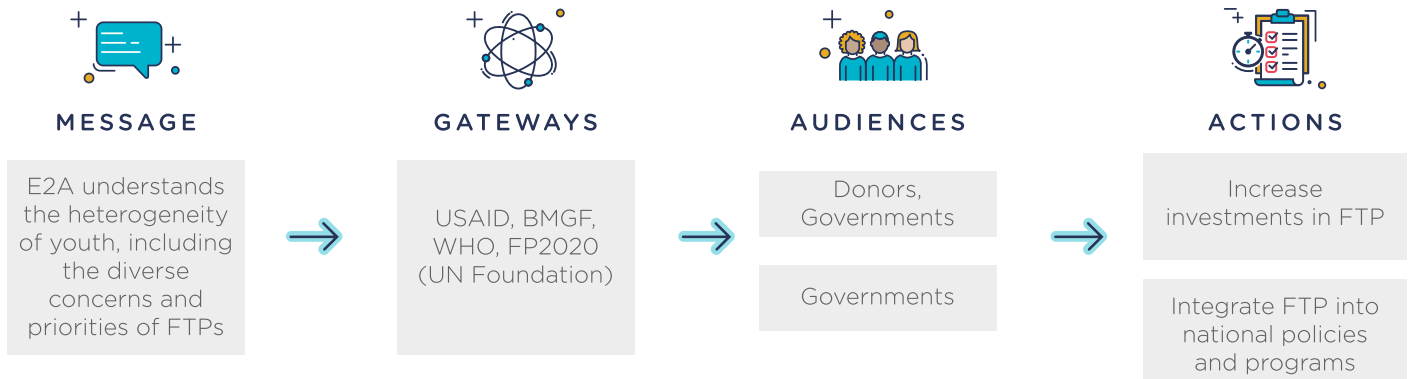 MESSAGE
E2A understands
the heterogeneity
of youth, including
the diverse
concerns and
priorities of FTPs
GATEWAYS
USAID, BMGF,
WHO, FP2020
(UN Foundation)
AUDIENCES
Donors,
Governments
Governments
ACTIONS
Increase
investments in FTP
Integrate FTP into
national policies
and programs